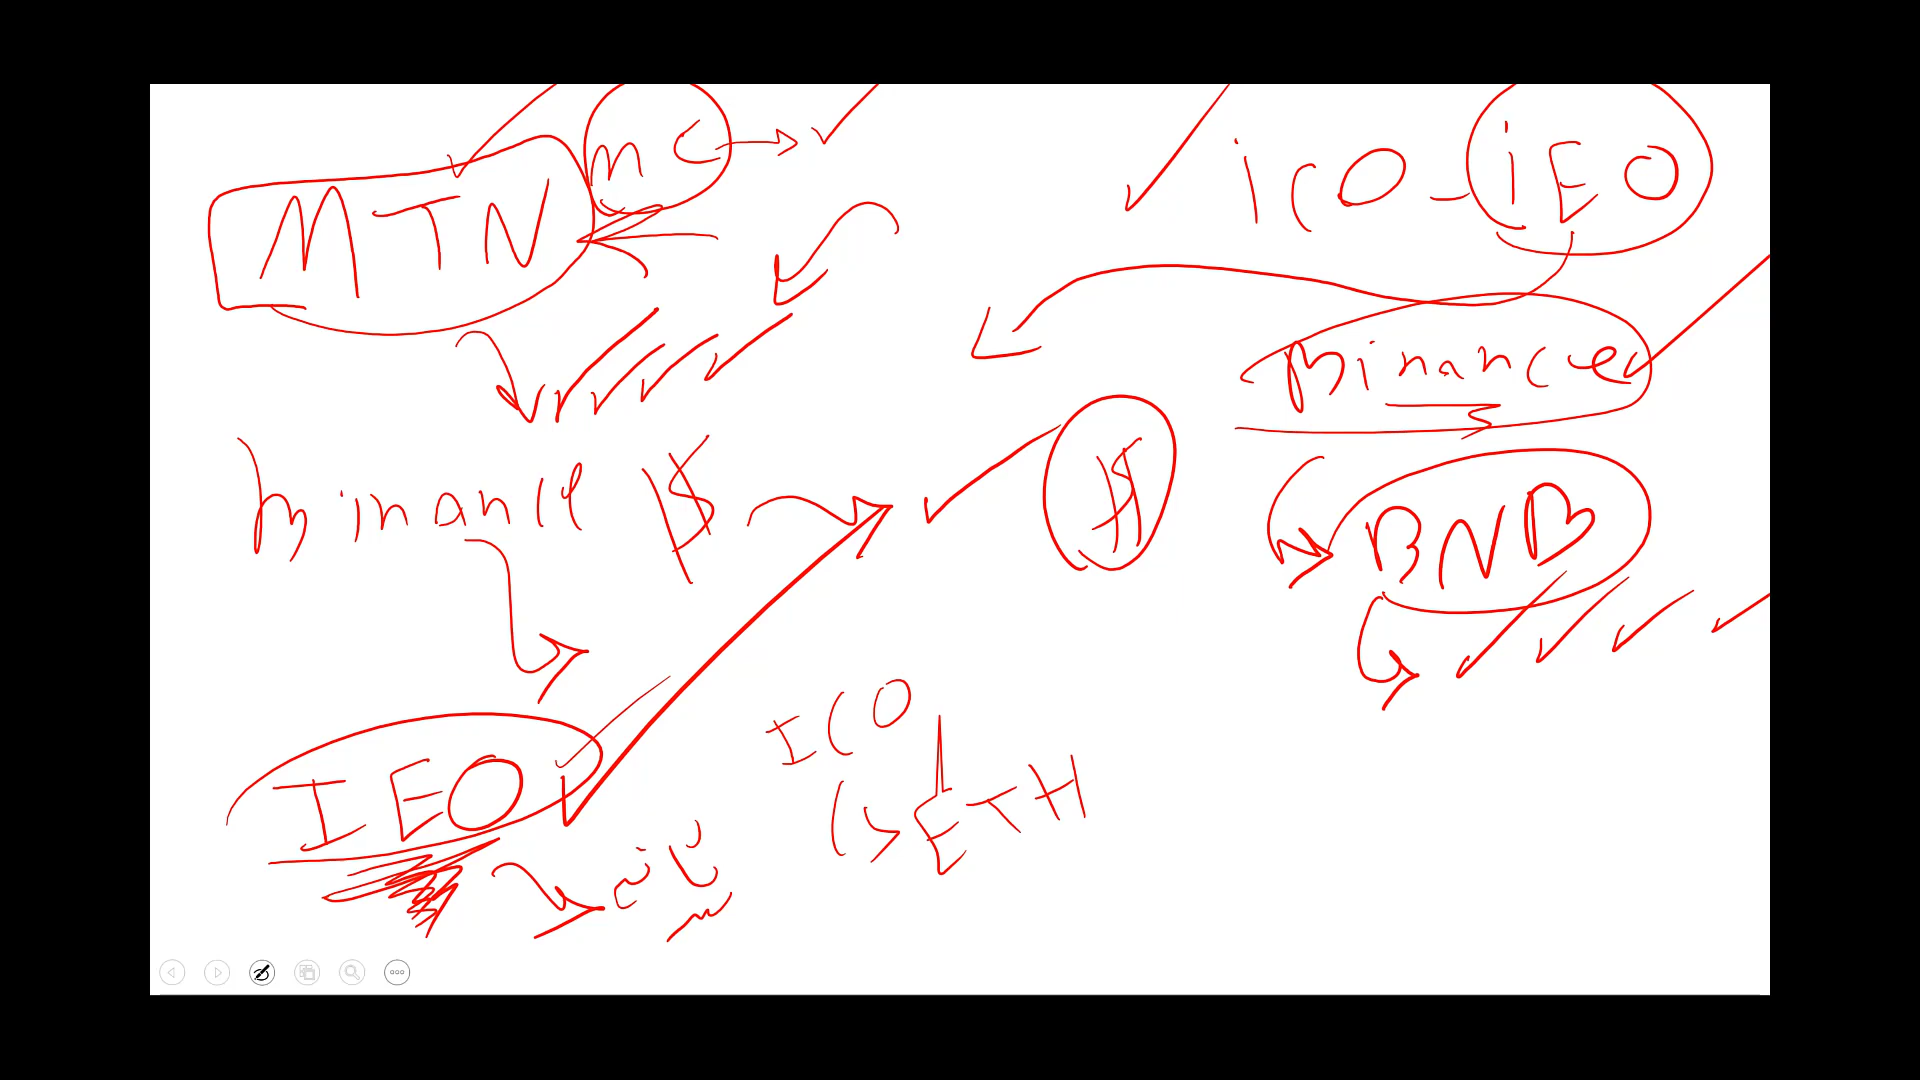 mc
ico - iEO
MTN
Binance
binance $
$
BNB
ICO
IEO
ETH